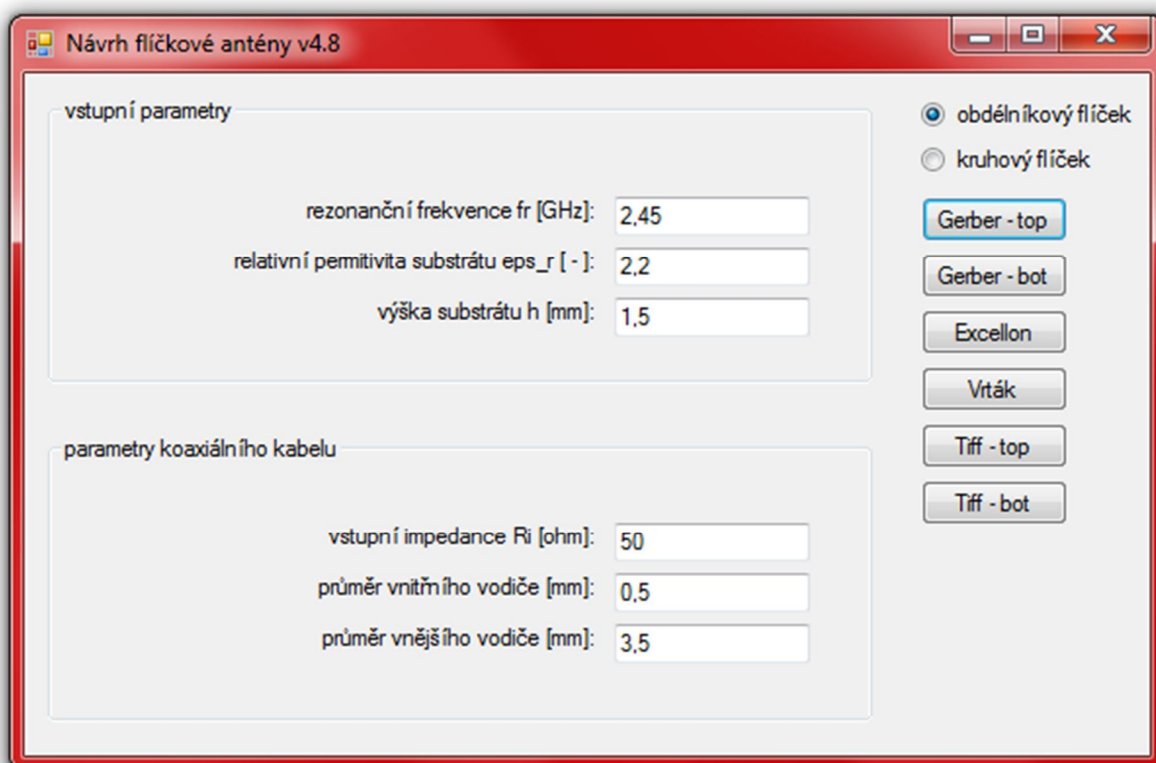 Návrh flíčkové antény v4.8
vstupní parametry
rezonanční frekvence fr [GHz]: 2,45
relativní permitivita substrátu eps_r [ - ]: 2,2
výška substrátu h [mm]: 1,5
parametry koaxiálního kabelu
vstupní impedance Ri [ohm]: 50
průměr vnitřního vodiče [mm]: 0,5
průměr vnějšího vodiče [mm]: 3,5
obdélníkový flíček
kruhový flíček
Gerber - top
Gerber - bot
Excellon
Vrták
Tiff - top
Tiff - bot